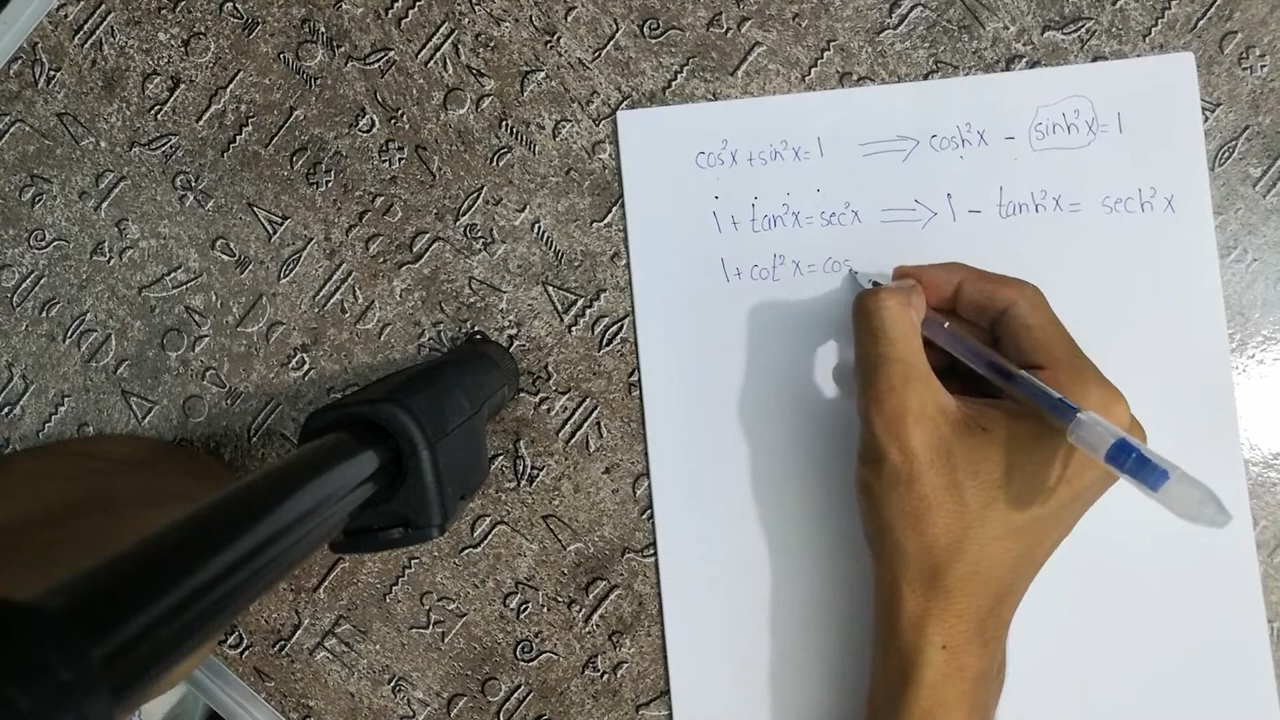 cos²x + sin²x = 1 ⟹ cosh²x - sinh²x = 1
1 + tan²x = sec²x ⟹ 1 - tanh²x = sech²x
1 + cot²x = cos